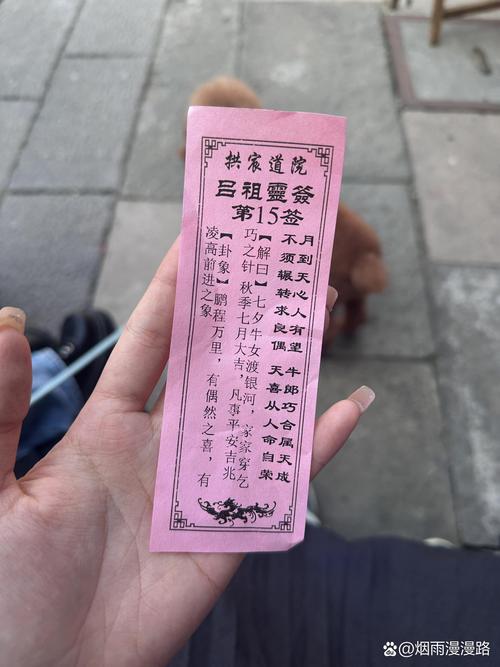 拱宸道院
吕祖靈簽
第15签
月到天心人有望 牛郎巧合属天成
不须辗转求良偶 天喜从人命自荣
【解曰】七夕牛女渡银河，家家穿乞
巧之针 秋季七月大吉，凡事平安吉兆
【卦象】鹏程万里，有偶然之喜，有
凌高前进之象
@烟雨漫漫路